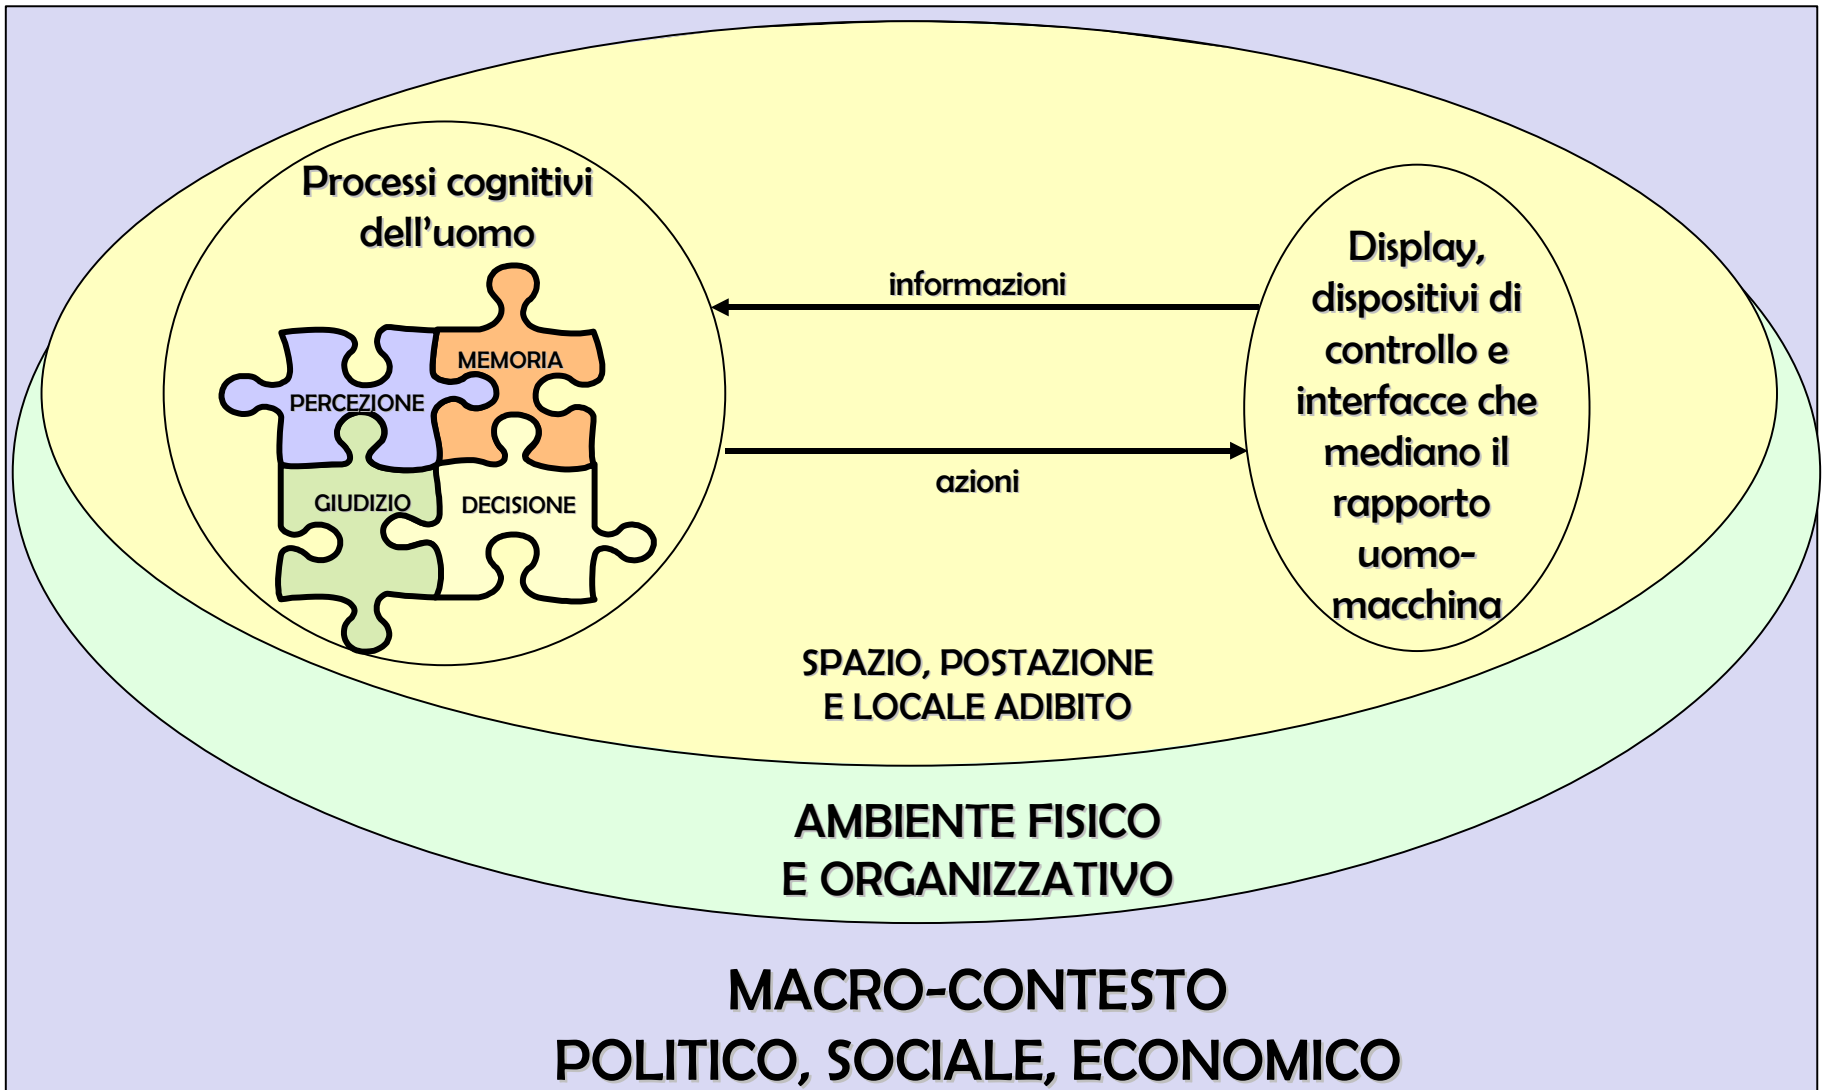 Processi cognitivi
dell'uomo
MEMORIA
PERCEZIONE
GIUDIZIO
DECISIONE
informazioni
azioni
Display,
dispositivi di
controllo e
interfacce che
mediano il
rapporto
uomo-
macchina
SPAZIO, POSTAZIONE
E LOCALE ADIBITO
AMBIENTE FISICO
E ORGANIZZATIVO
MACRO-CONTESTO
POLITICO, SOCIALE, ECONOMICO